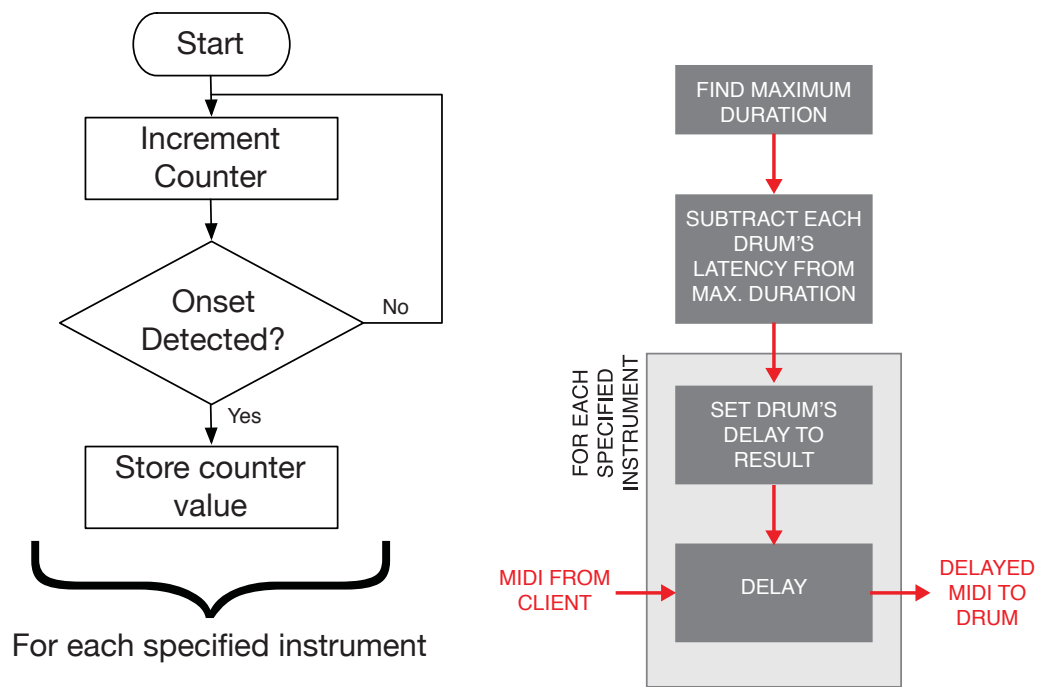 Start
Increment
Counter
Onset
Detected?
No
Yes
Store counter
value
For each specified instrument
FIND MAXIMUM
DURATION
SUBTRACT EACH
DRUM'S
LATENCY FROM
MAX. DURATION
FOR EACH
SPECIFIED
INSTRUMENT
SET DRUM'S
DELAY TO
RESULT
MIDI FROM
CLIENT
DELAY
DELAYED
MIDI TO
DRUM